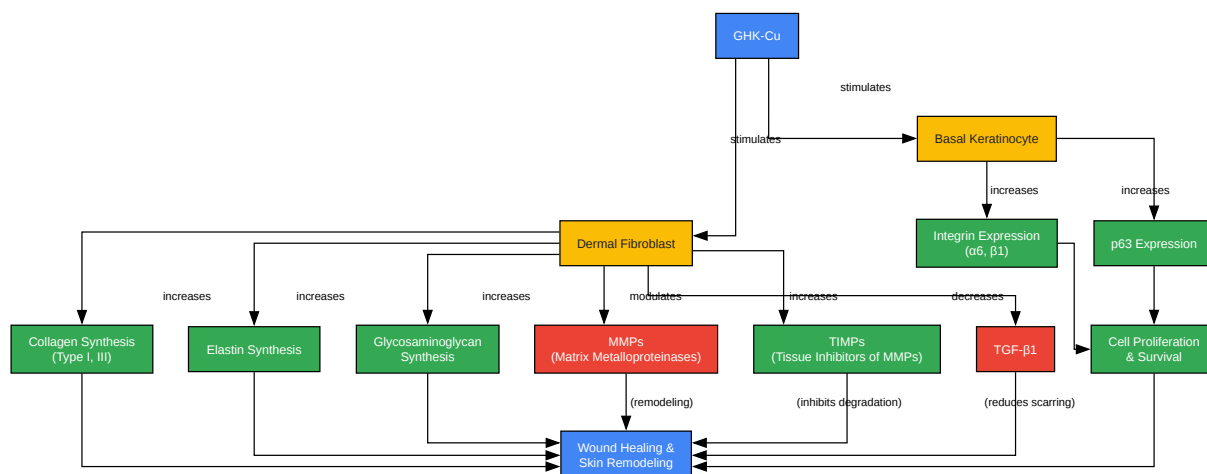 GHK-Cu
stimulates
stimulates
Basal Keratinocyte
increases
increases
Dermal Fibroblast
Integrin Expression
(α6, β1)
p63 Expression
increases
increases
increases
modulates
increases
decreases
Collagen Synthesis
(Type I, III)
Elastin Synthesis
Glycosaminoglycan
Synthesis
MMPs
(Matrix Metalloproteinases)
TIMPs
(Tissue Inhibitors of MMPs)
TGF-β1
Cell Proliferation
& Survival
(remodeling)
(inhibits degradation)
(reduces scarring)
Wound Healing &
Skin Remodeling